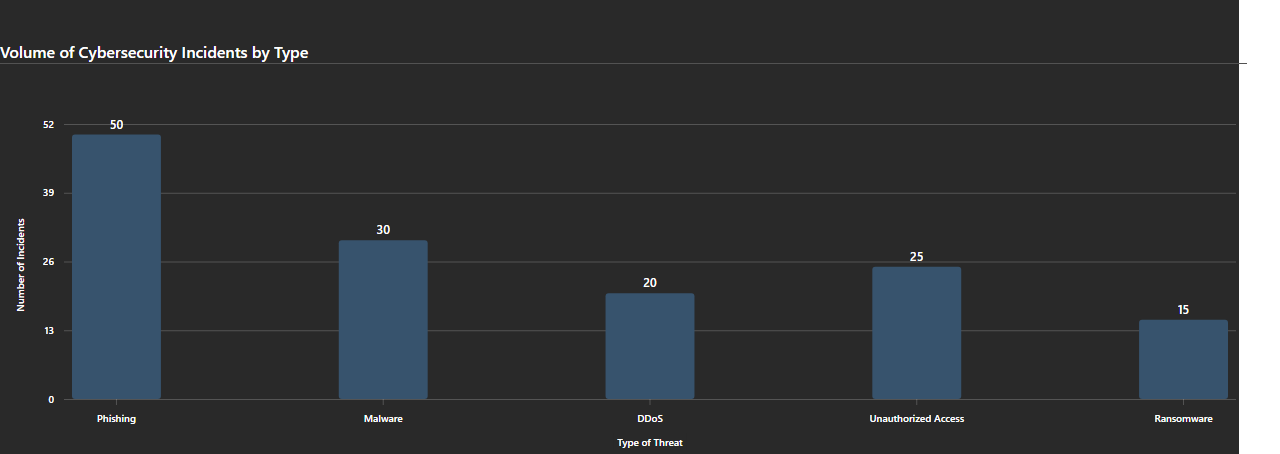 Volume of Cybersecurity Incidents by Type
52
50
39
30
26
25
20
15
13
0
Number of Incidents
Phishing
Malware
DDoS
Unauthorized Access
Ransomware
Type of Threat